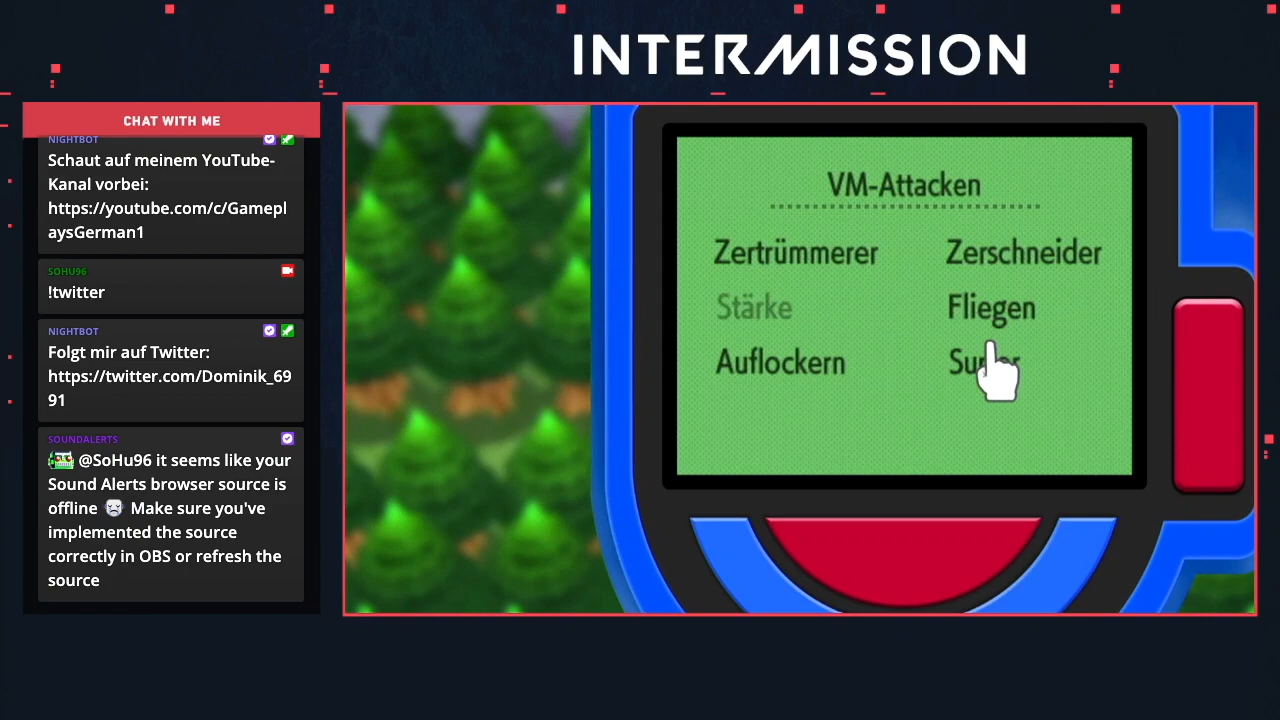 INTERMISSION
CHAT WITH ME
NIGHTBOT
Schaut auf meinem YouTube-
Kanal vorbei:
https://youtube.com/c/Gamepl
aysGerman1
SOHU96
!twitter
NIGHTBOT
Folgt mir auf Twitter:
https://twitter.com/Dominik_69
91
SOUNDALERTS
@SoHu96 it seems like your
Sound Alerts browser source is
offline Make sure you've
implemented the source
correctly in OBS or refresh the
source
VM-Attacken
Zertrümmerer Zerschneider
Stärke Fliegen
Auflockern